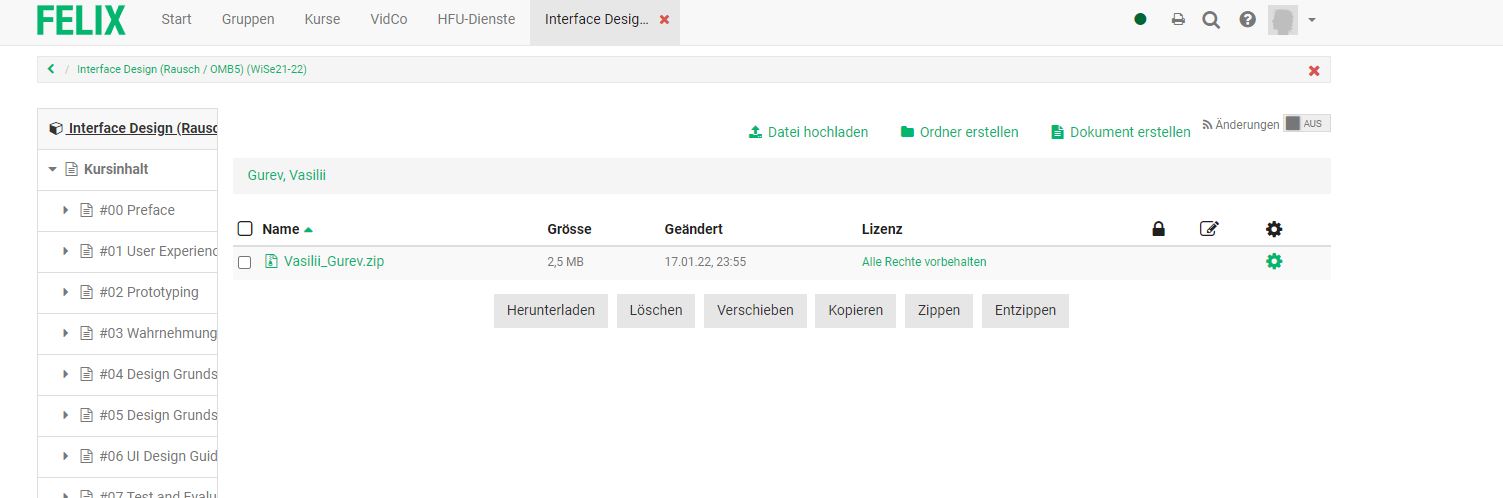 FELIX Start Gruppen Kurse VidCo HFU-Dienste Interface Desig...
/ Interface Design (Rausch / OMB5) (WiSe21-22)
Interface Design (Rausc
Kursinhalt
#00 Preface
#01 User Experienc
#02 Prototyping
#03 Wahrnehmung
#04 Design Grunds
#05 Design Grunds
#06 UI Design Guid
#07 Test and Evalu
Datei hochladen Ordner erstellen Dokument erstellen Änderungen AUS
Gurev, Vasilii
Name Grösse Geändert Lizenz
Vasilii_Gurev.zip 2,5 MB 17.01.22, 23:55 Alle Rechte vorbehalten
Herunterladen Löschen Verschieben Kopieren Zippen Entzippen